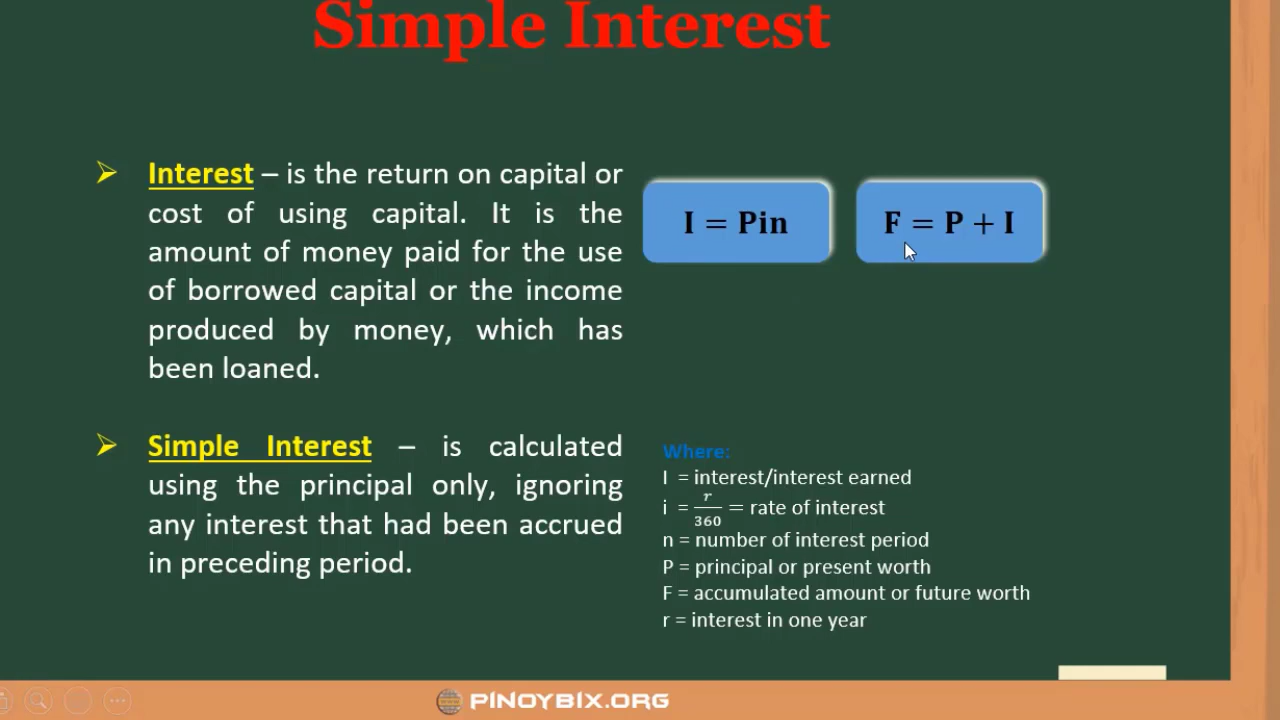 Simple Interest
➢ Interest – is the return on capital or
cost of using capital. It is the
amount of money paid for the use
of borrowed capital or the income
produced by money, which has
been loaned.
➢ Simple Interest – is calculated
using the principal only, ignoring
any interest that had been accrued
in preceding period.
I = Pin
F = P + I
Where:
I = interest/interest earned
i = r/360 = rate of interest
n = number of interest period
P = principal or present worth
F = accumulated amount or future worth
r = interest in one year
PINOYBIX.ORG